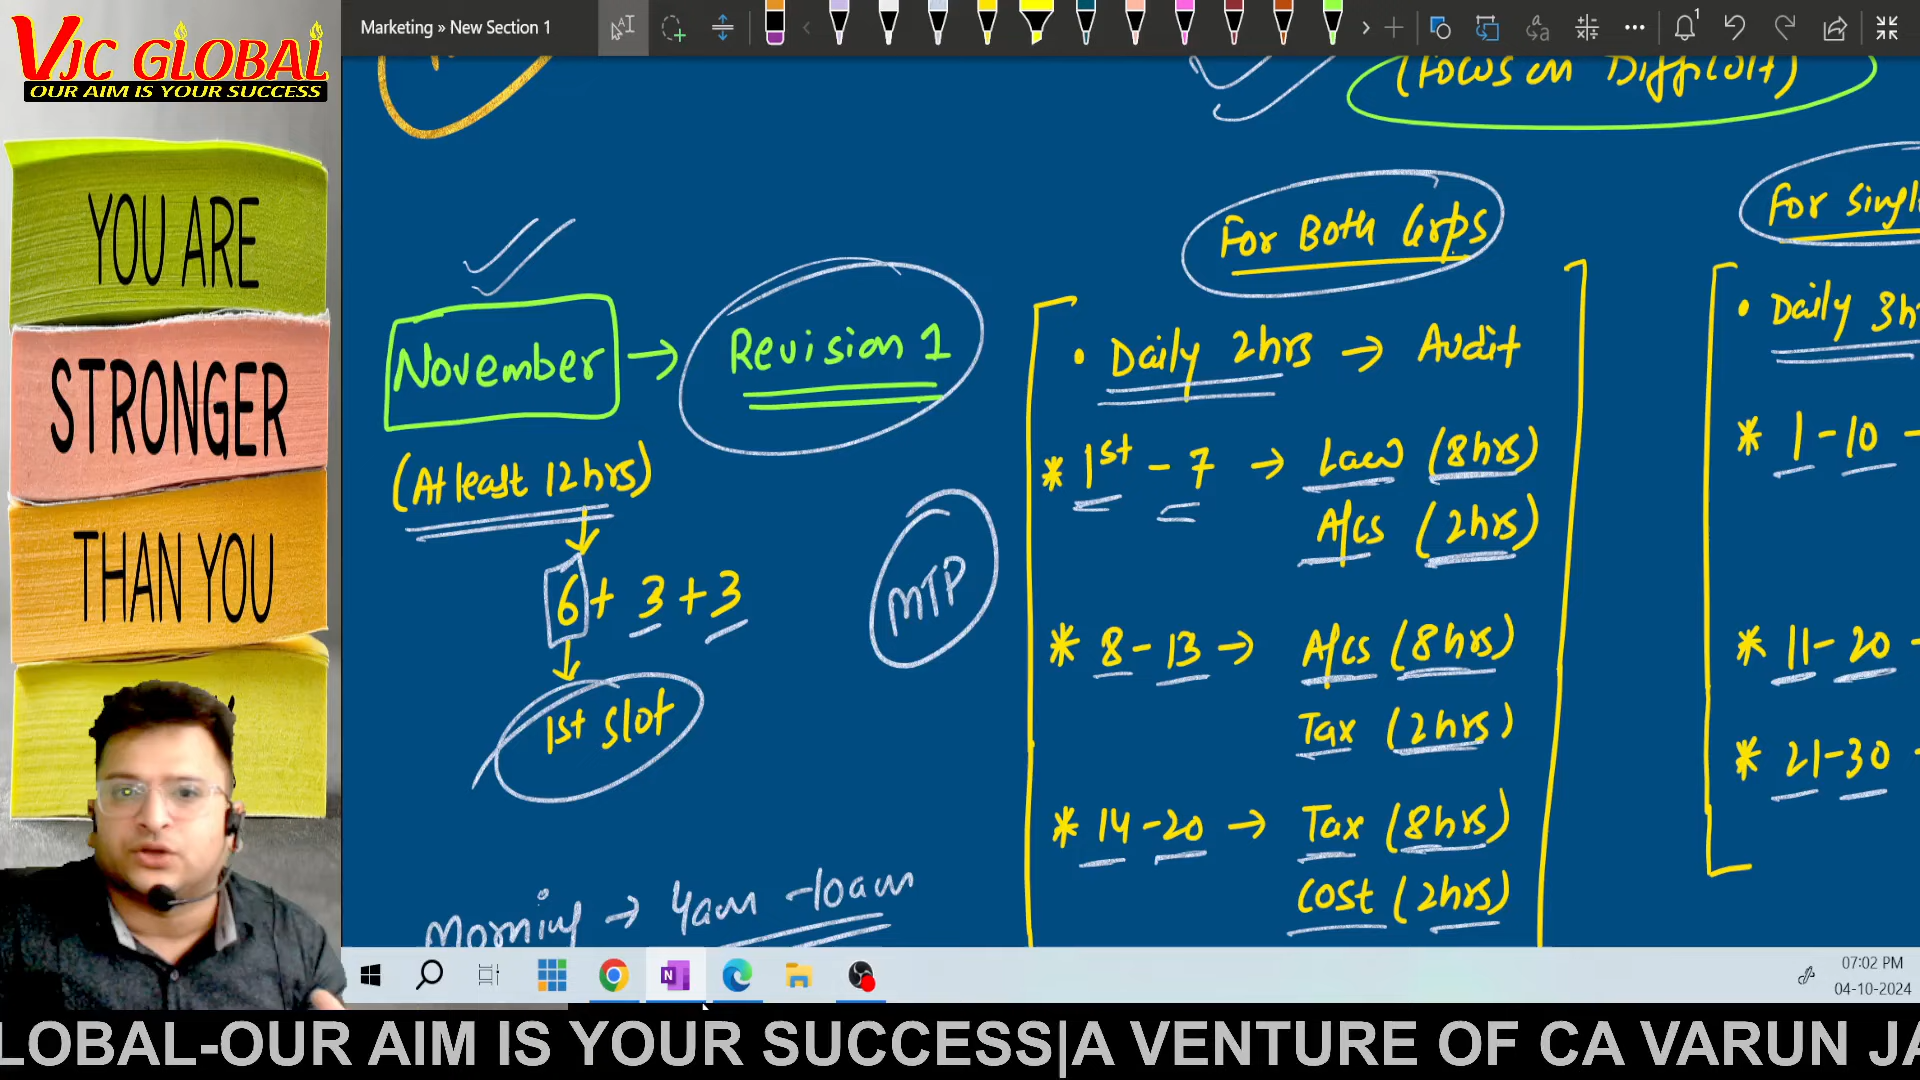 VJC GLOBAL
OUR AIM IS YOUR SUCCESS
YOU ARE
STRONGER
THAN YOU
Marketing » New Section 1
(Focus on Difficult)
November → Revision 1
(At least 12hrs)
6 + 3 + 3
1st slot
MTP
Morning → 4am - 10am
For Both Grps
• Daily 2hrs → Audit
* 1st - 7 → Law (8hrs)
A/cs (2hrs)
* 8 - 13 → A/cs (8hrs)
Tax (2hrs)
* 14 - 20 → Tax (8hrs)
Cost (2hrs)
For Singl
• Daily 3h
* 1 - 10 -
* 11 - 20 -
* 21 - 30 -
07:02 PM
04-10-2024
LOBAL-OUR AIM IS YOUR SUCCESS|A VENTURE OF CA VARUN JA